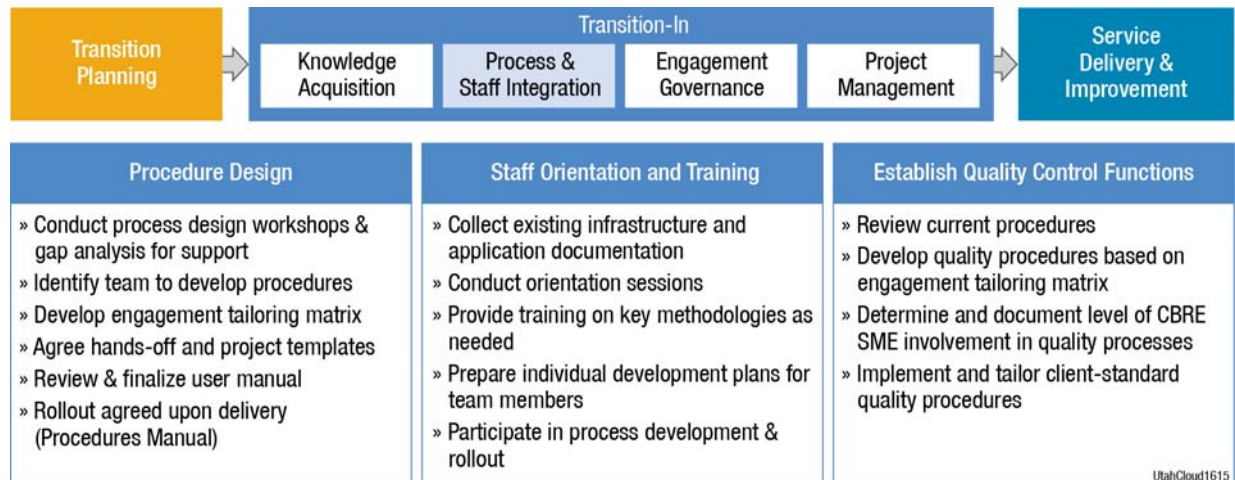 Transition
Planning
Transition-In
Knowledge
Acquisition
Process &
Staff Integration
Engagement
Governance
Project
Management
Service
Delivery &
Improvement
Procedure Design
» Conduct process design workshops &
gap analysis for support
» Identify team to develop procedures
» Develop engagement tailoring matrix
» Agree hands-off and project templates
» Review & finalize user manual
» Rollout agreed upon delivery
(Procedures Manual)
Staff Orientation and Training
» Collect existing infrastructure and
application documentation
» Conduct orientation sessions
» Provide training on key methodologies as
needed
» Prepare individual development plans for
team members
» Participate in process development &
rollout
Establish Quality Control Functions
» Review current procedures
» Develop quality procedures based on
engagement tailoring matrix
» Determine and document level of CBRE
SME involvement in quality processes
» Implement and tailor client-standard
quality procedures
UtahCloud1615